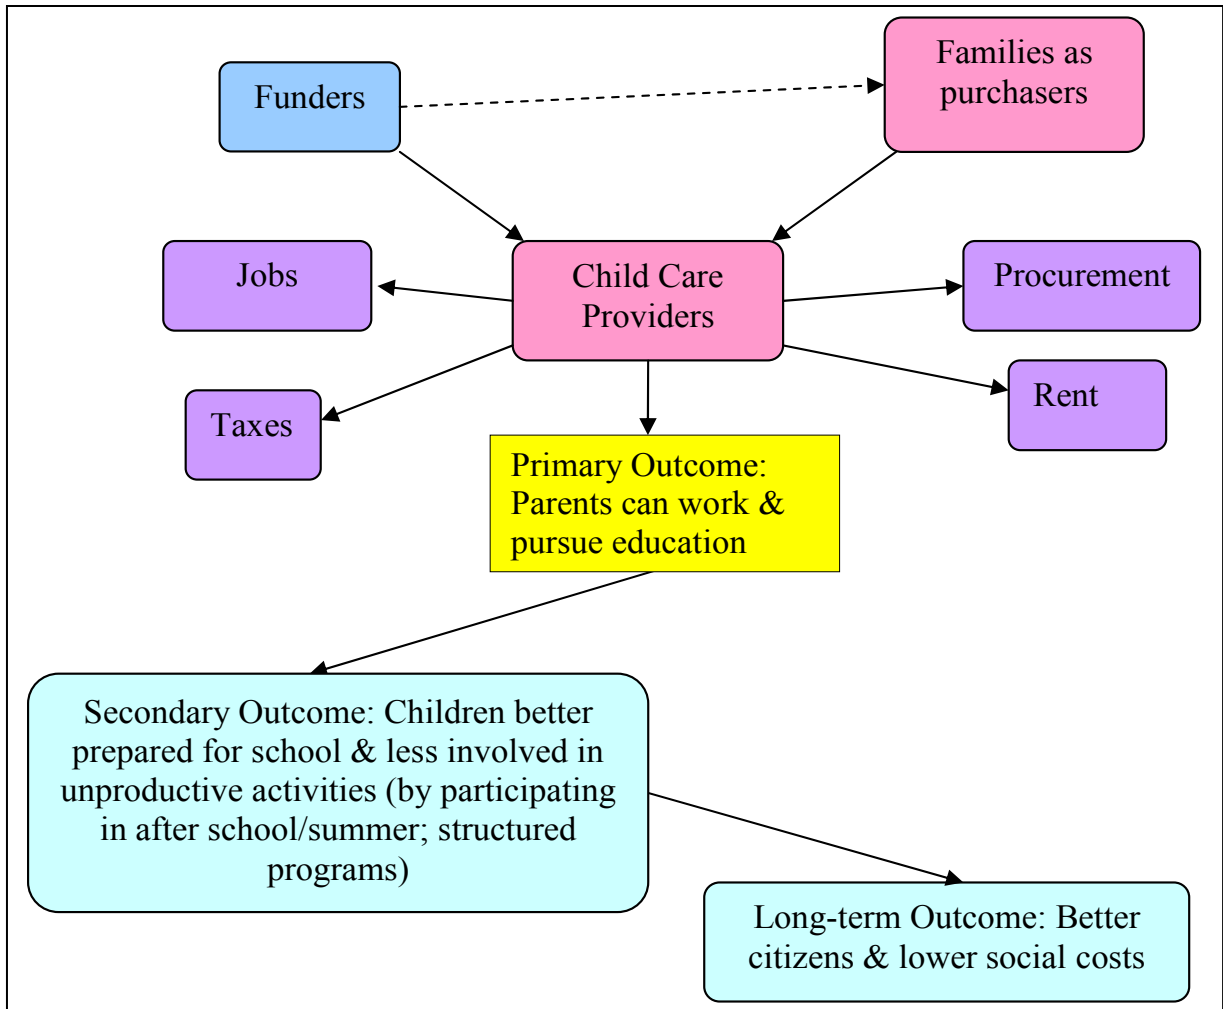 Funders
Families as
purchasers
Jobs
Child Care
Providers
Procurement
Taxes
Rent
Primary Outcome:
Parents can work &
pursue education
Secondary Outcome: Children better
prepared for school & less involved in
unproductive activities (by participating
in after school/summer; structured
programs)
Long-term Outcome: Better
citizens & lower social costs